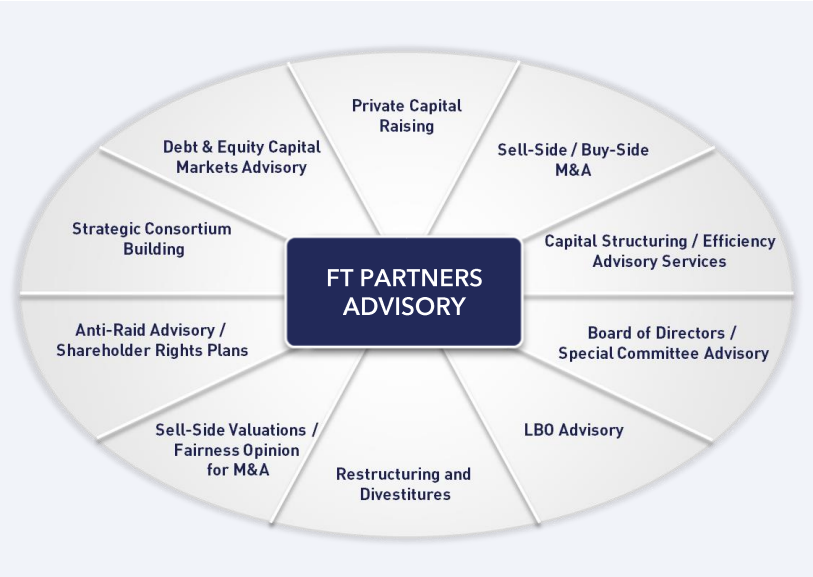 Private Capital
Raising
Sell-Side / Buy-Side
M&A
Capital Structuring / Efficiency
Advisory Services
Board of Directors /
Special Committee Advisory
LBO Advisory
Restructuring and
Divestitures
Sell-Side Valuations /
Fairness Opinion
for M&A
Anti-Raid Advisory /
Shareholder Rights Plans
Strategic Consortium
Building
Debt & Equity Capital
Markets Advisory
FT PARTNERS
ADVISORY